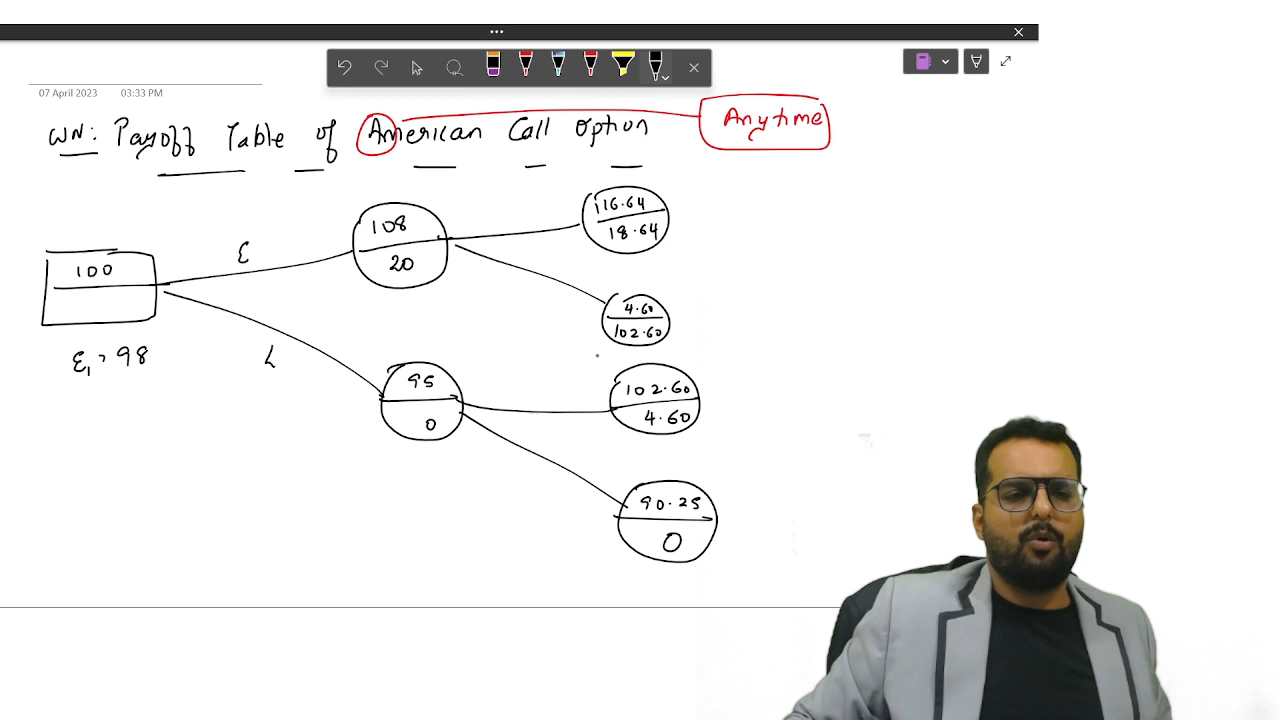 07 April 2023 03:33 PM
WN: Payoff Table of American Call Option
Anytime
100
E
L
E₁ = 98
108
20
95
0
116.64
18.64
4.60
102.60
102.60
4.60
90.25
0